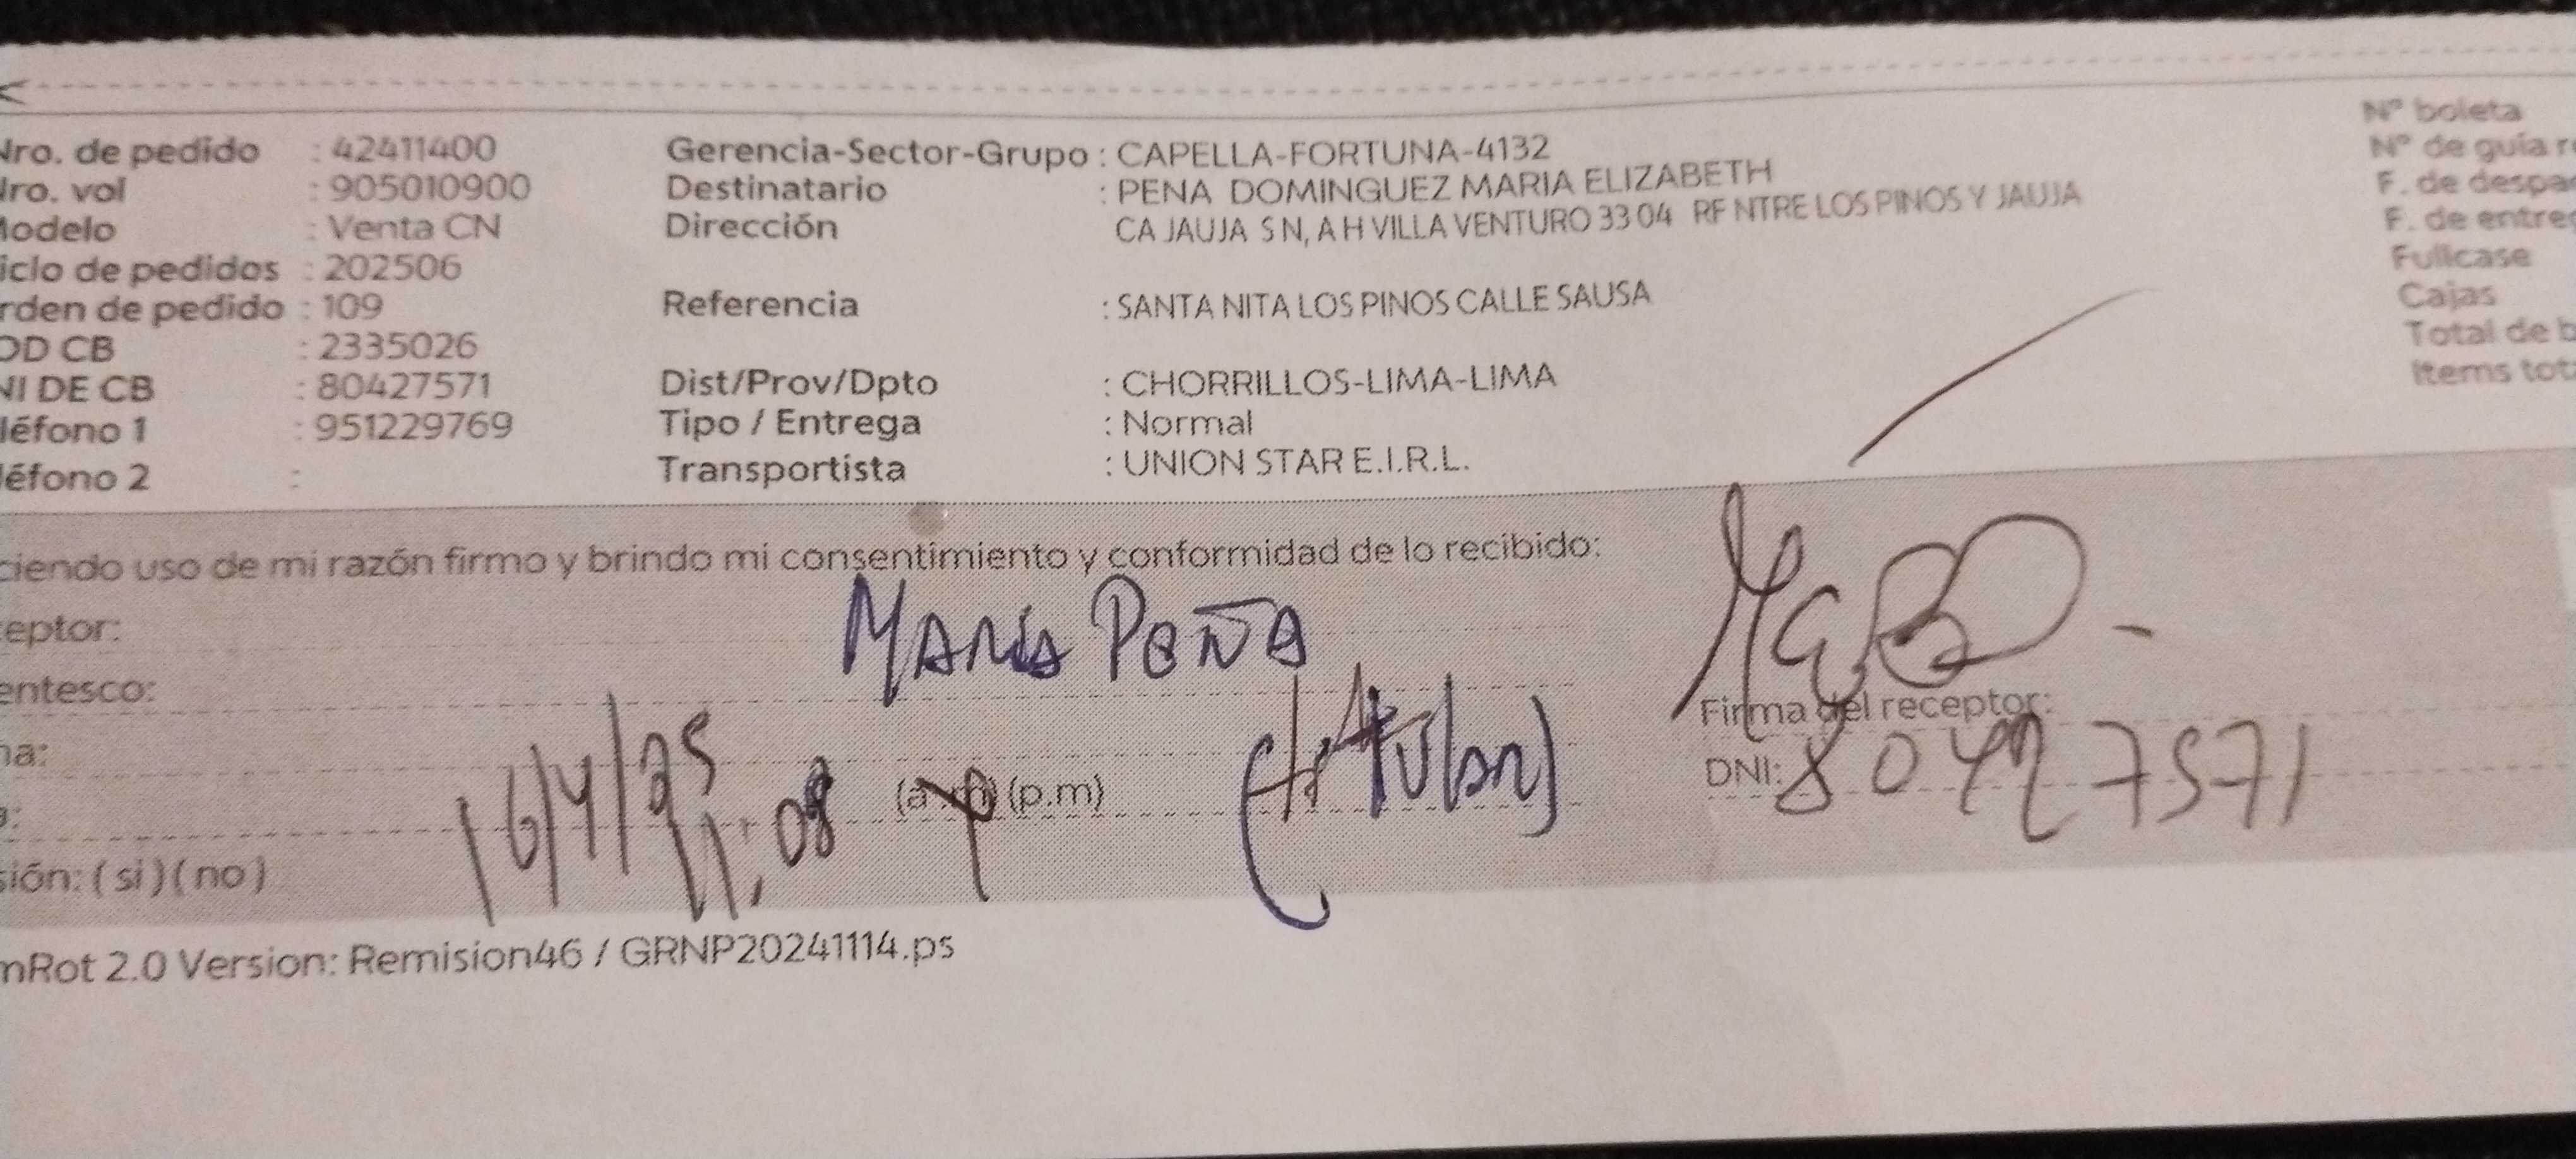 Nro. de pedido : 42411400 Gerencia-Sector-Grupo : CAPELLA-FORTUNA-4132 Nº boleta
Nro. vol : 905010900 Destinatario : PENA DOMINGUEZ MARIA ELIZABETH Nº de guia r
Modelo : Venta CN Dirección CA JAUJA S N, A H VILLA VENTURO 33 04 RF NTRE LOS PINOS Y JAUJA F. de despa
iclo de pedidos : 202506 F. de entre
rden de pedido : 109 Referencia : SANTA NITA LOS PINOS CALLE SAUSA Fullcase
OD CB : 2335026 Cajas
NI DE CB : 80427571 Dist/Prov/Dpto : CHORRILLOS-LIMA-LIMA Total de b
léfono 1 : 951229769 Tipo / Entrega : Normal Items tot
léfono 2 : Transportista : UNION STAR E.I.R.L.
ciendo uso de mi razón firmo y brindo mi consentimiento y conformidad de lo recibido:
eptor: MARIA PEÑA
entesco: (titular) Firma del receptor:
na: 16/4/25 DNI: 80427571
a: 11:08 (a.m) (p.m)
sión: ( si ) ( no )
mRot 2.0 Version: Remision46 / GRNP20241114.ps